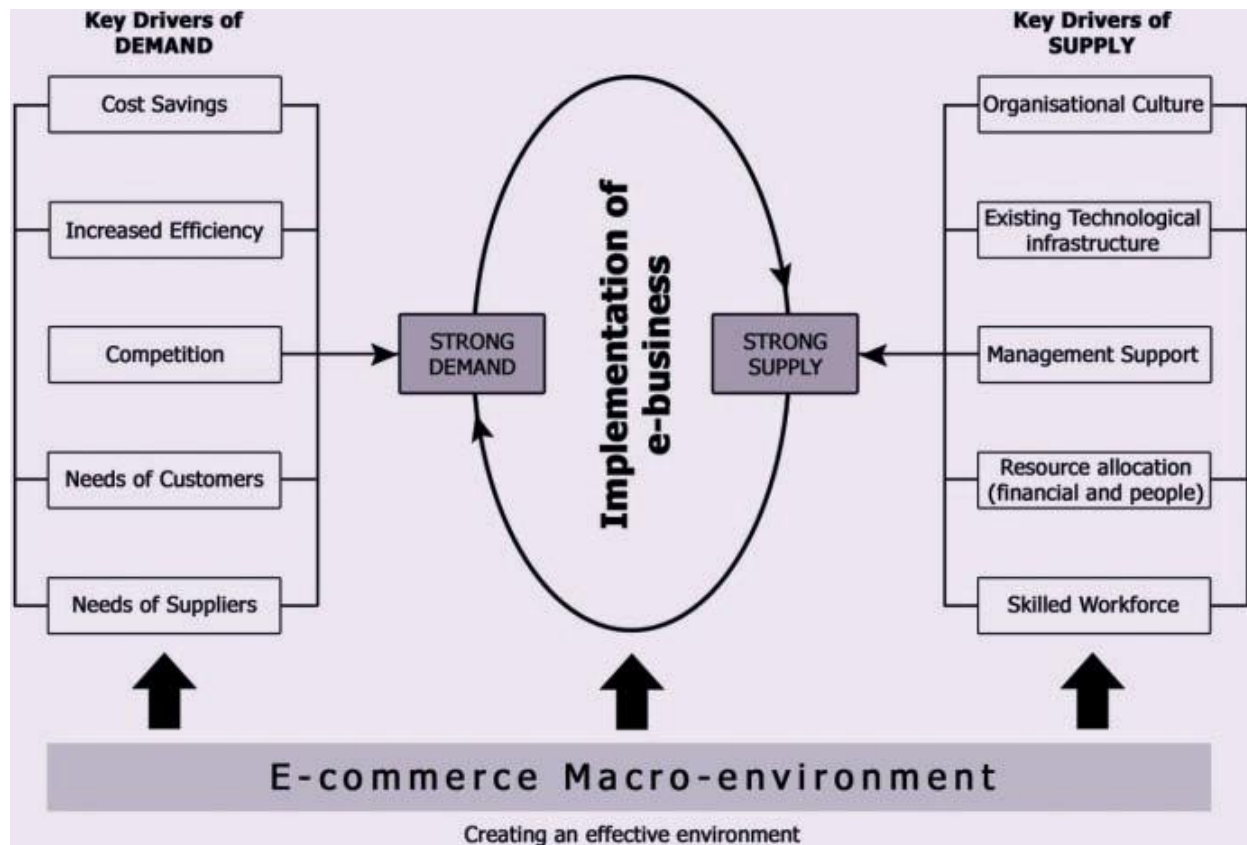 Key Drivers of
DEMAND
Cost Savings
Increased Efficiency
Competition
Needs of Customers
Needs of Suppliers
STRONG
DEMAND
Implementation of
e-business
STRONG
SUPPLY
Key Drivers of
SUPPLY
Organisational Culture
Existing Technological
infrastructure
Management Support
Resource allocation
(financial and people)
Skilled Workforce
E-commerce Macro-environment
Creating an effective environment